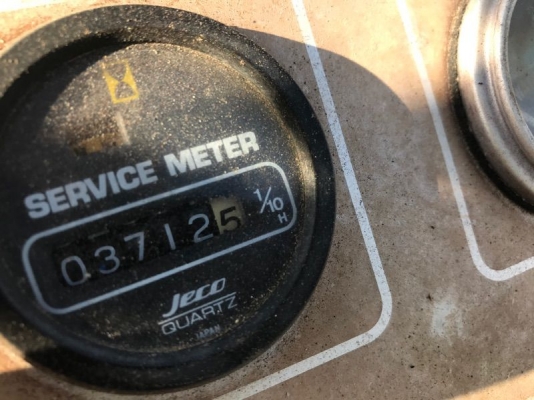 SERVICE METER
037125 1/10 H
Jeco
QUARTZ
JAPAN